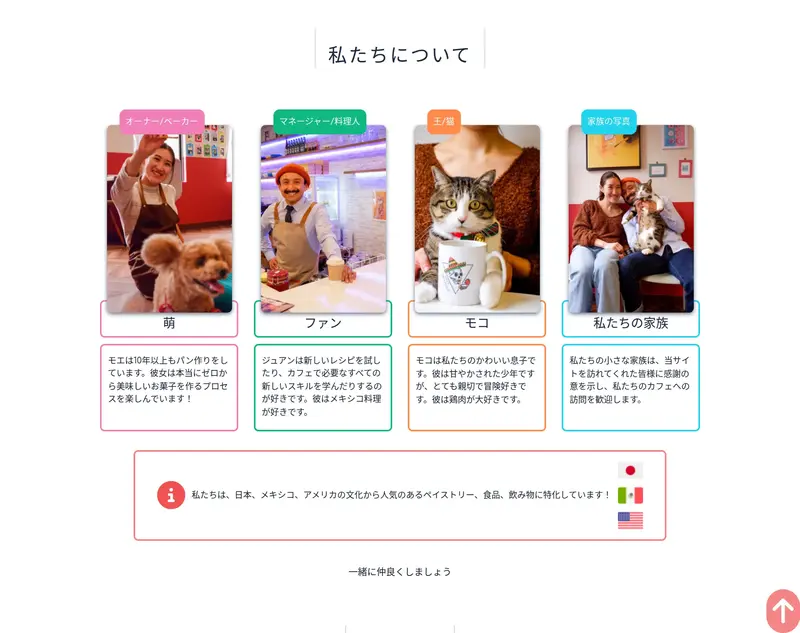 私たちについて
オーナー/ベーカー
マネージャー/料理人
王/猫
家族の写真
萌
ファン
モコ
私たちの家族
モエは10年以上もパン作りをし
ています。彼女は本当にゼロか
ら美味しいお菓子を作るプロセ
スを楽しんでいます！
ジュアンは新しいレシピを試し
たり、カフェで必要なすべての
新しいスキルを学んだりするの
が好きです。彼はメキシコ料理
が好きです。
モコは私たちのかわいい息子で
す。彼は甘やかされた少年です
が、とても親切で冒険好きで
す。彼は鶏肉が大好きです。
私たちの小さな家族は、当サイ
トを訪れてくれた皆様に感謝の
意を示し、私たちのカフェへの
訪問を歓迎します。
私たちは、日本、メキシコ、アメリカの文化から人気のあるペイストリー、食品、飲み物に特化しています！
一緒に仲良くしましょう